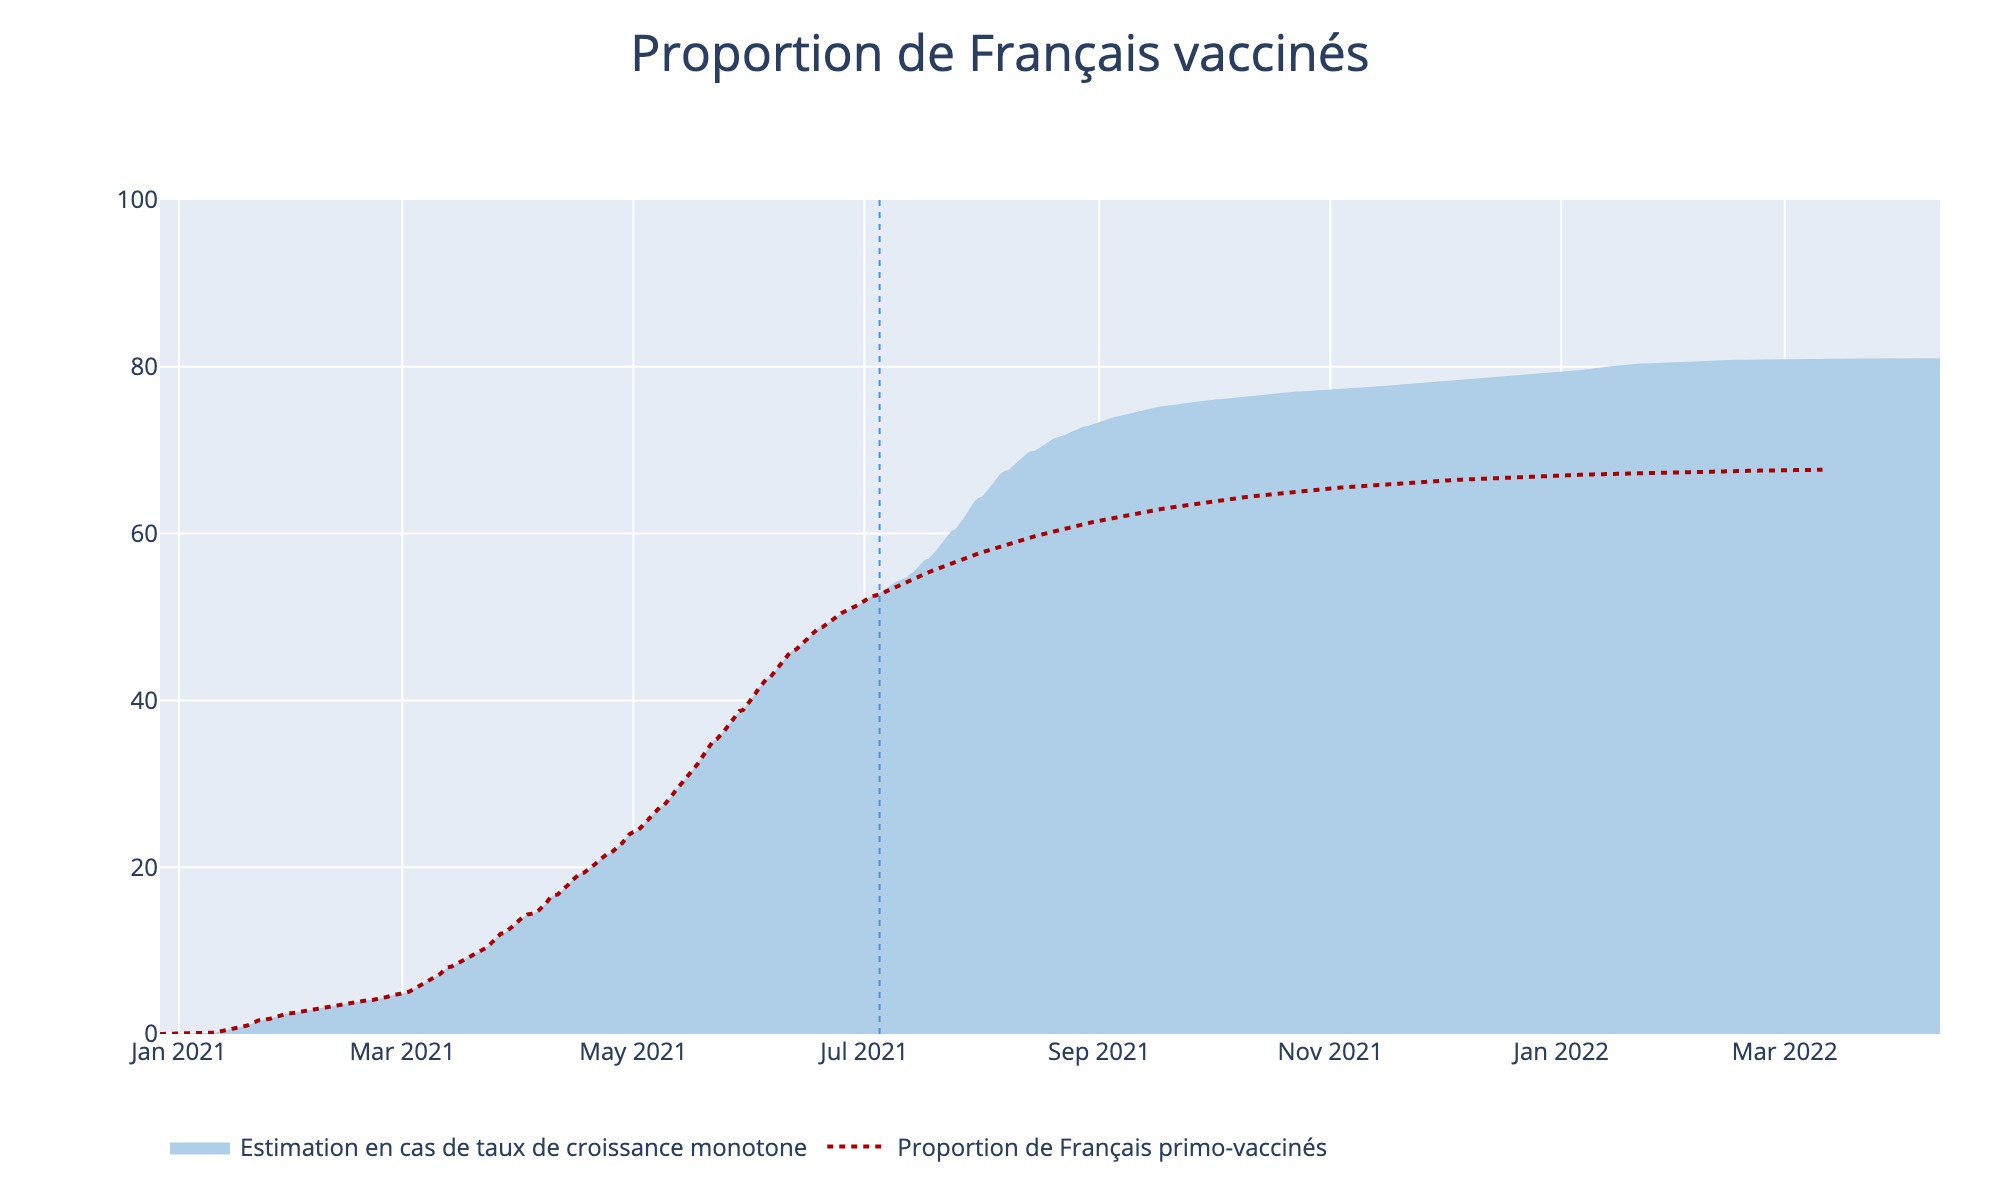 Proportion de Français vaccinés
100
80
60
40
20
0
Jan 2021 Mar 2021 May 2021 Jul 2021 Sep 2021 Nov 2021 Jan 2022 Mar 2022
Estimation en cas de taux de croissance monotone Proportion de Français primo-vaccinés